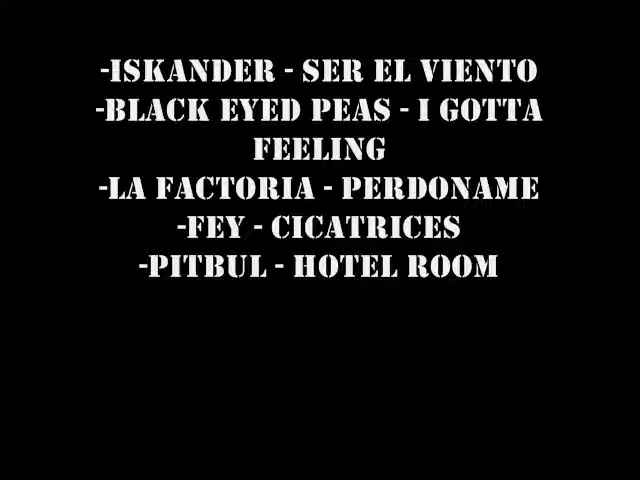 -ISKANDER - SER EL VIENTO
-BLACK EYED PEAS - I GOTTA
FEELING
-LA FACTORIA - PERDONAME
-FEY - CICATRICES
-PITBUL - HOTEL ROOM